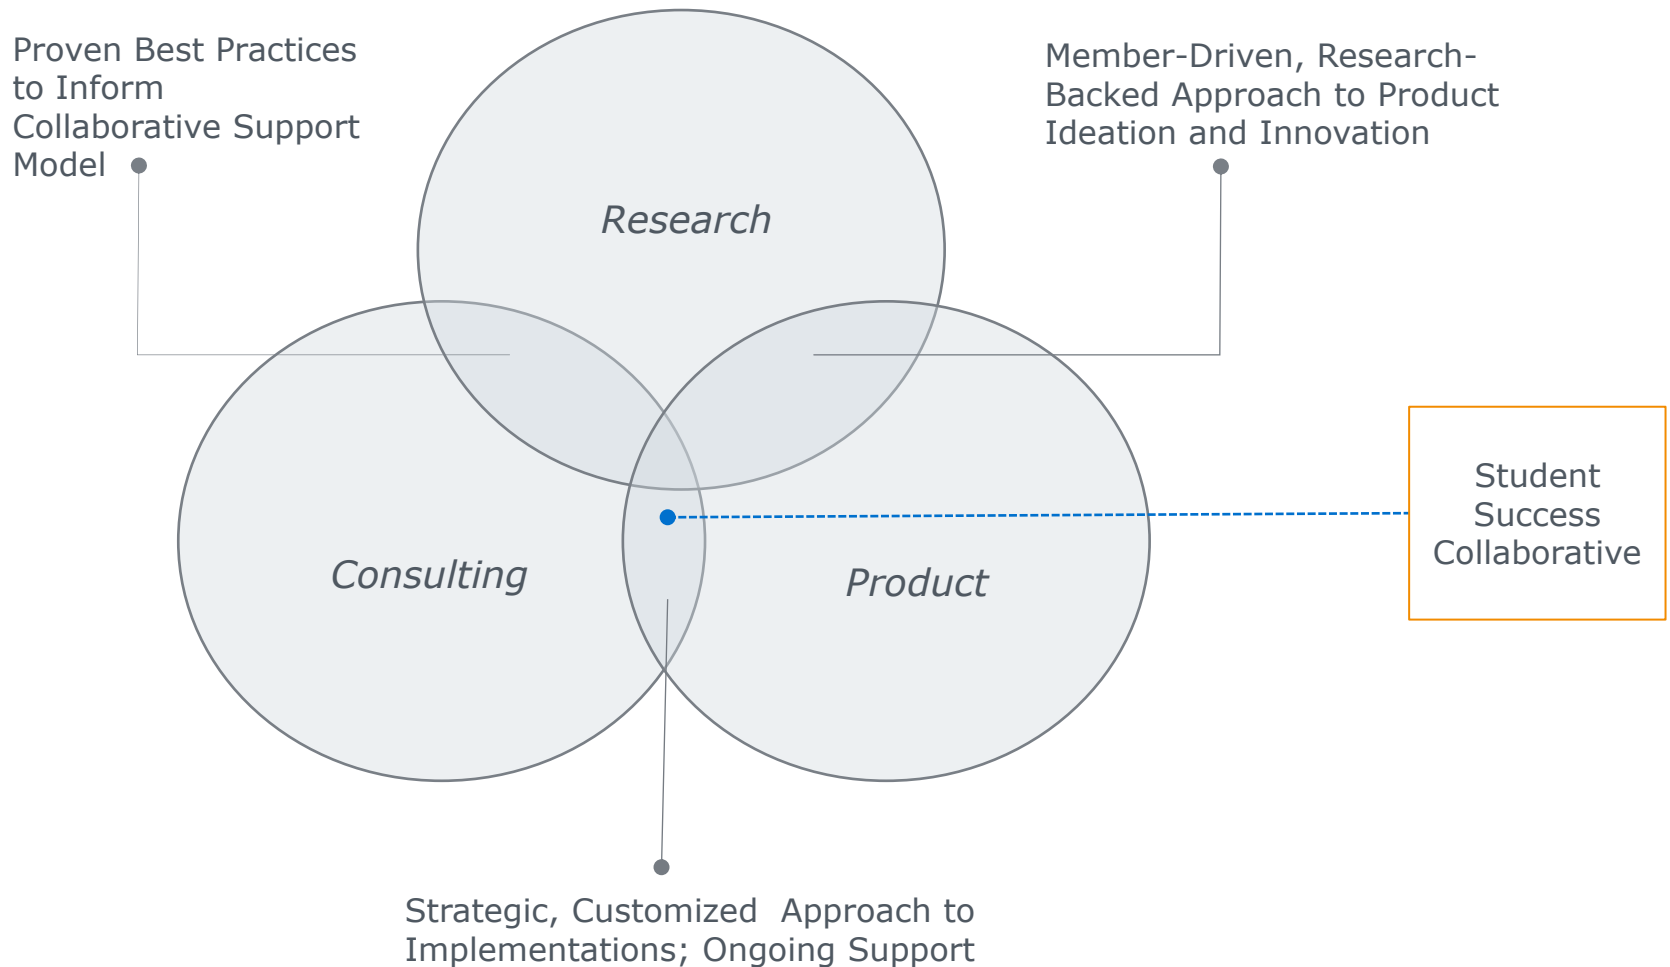 Proven Best Practices
to Inform
Collaborative Support
Model
Member-Driven, Research-
Backed Approach to Product
Ideation and Innovation
Research
Student
Success
Collaborative
Consulting
Product
Strategic, Customized  Approach to
Implementations; Ongoing Support